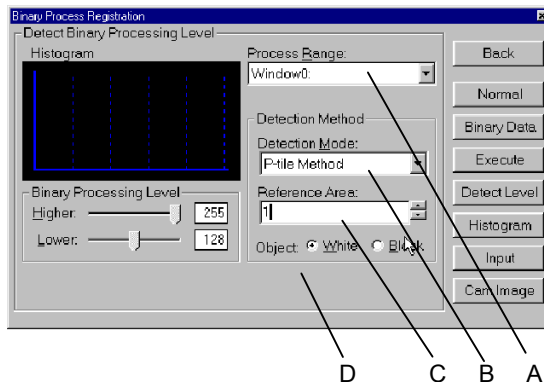 Binary Process Registration
Detect Binary Processing Level
Histogram
Process Range:
Window0:
Detection Method
Detection Mode:
P-tile Method
Binary Processing Level
Higher: 255
Lower: 128
Reference Area:
1
Object: White Black
Back
Normal
Binary Data
Execute
Detect Level
Histogram
Input
Cam Image
D C B A